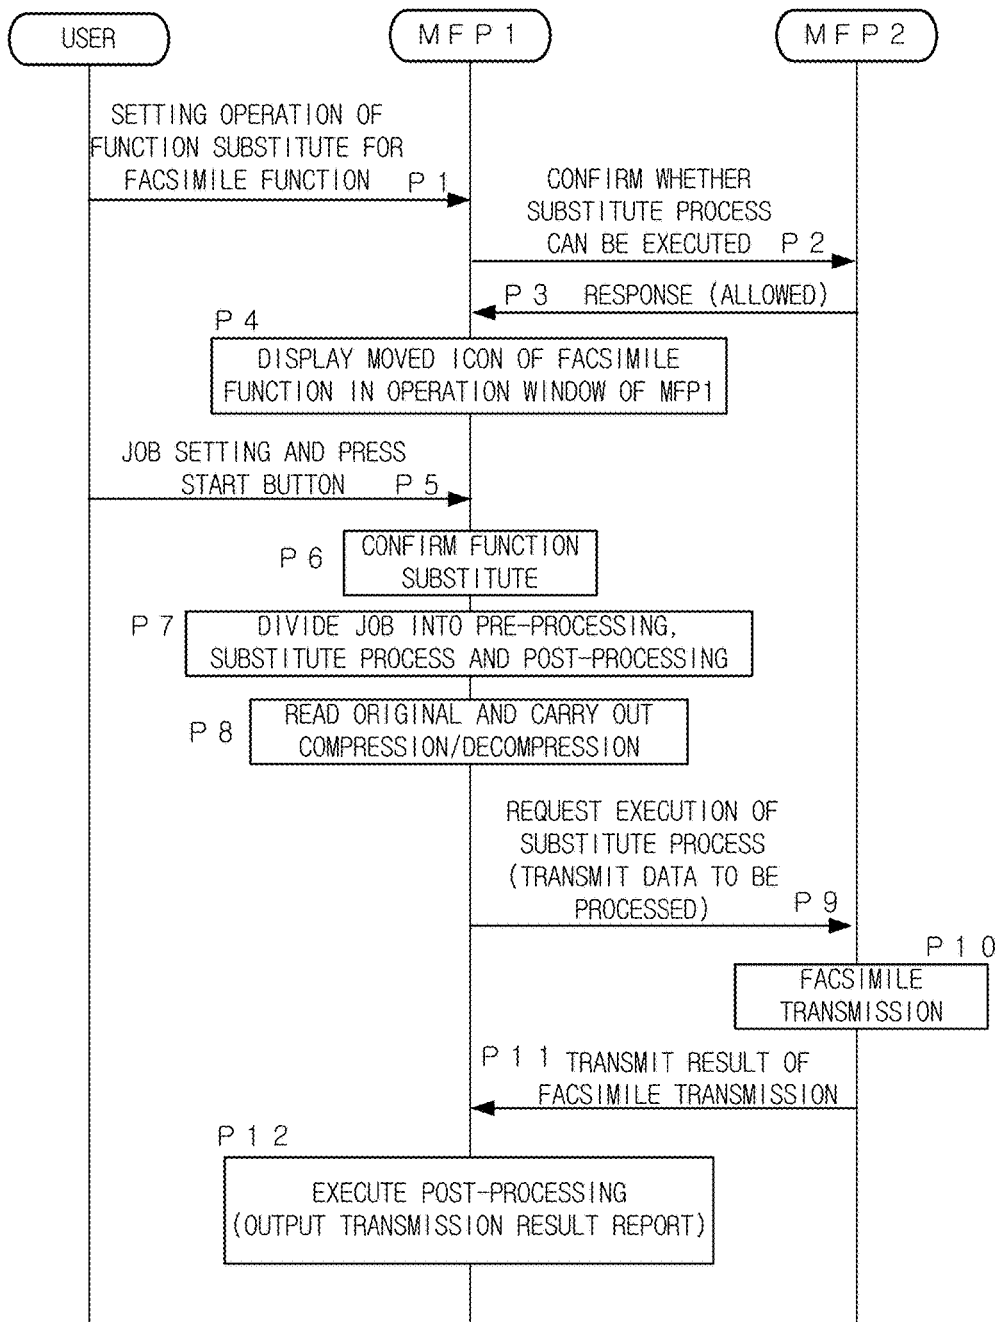 USER
MFP1
MFP2
SETTING OPERATION OF
FUNCTION SUBSTITUTE FOR
FACSIMILE FUNCTION P1
CONFIRM WHETHER
SUBSTITUTE PROCESS
CAN BE EXECUTED P2
P3 RESPONSE (ALLOWED)
P4
DISPLAY MOVED ICON OF FACSIMILE
FUNCTION IN OPERATION WINDOW OF MFP1
JOB SETTING AND PRESS
START BUTTON P5
P6
CONFIRM FUNCTION
SUBSTITUTE
P7
DIVIDE JOB INTO PRE-PROCESSING,
SUBSTITUTE PROCESS AND POST-PROCESSING
P8
READ ORIGINAL AND CARRY OUT
COMPRESSION/DECOMPRESSION
REQUEST EXECUTION OF
SUBSTITUTE PROCESS
(TRANSMIT DATA TO BE
PROCESSED) P9
P10
FACSIMILE
TRANSMISSION
P11 TRANSMIT RESULT OF
FACSIMILE TRANSMISSION
P12
EXECUTE POST-PROCESSING
(OUTPUT TRANSMISSION RESULT REPORT)